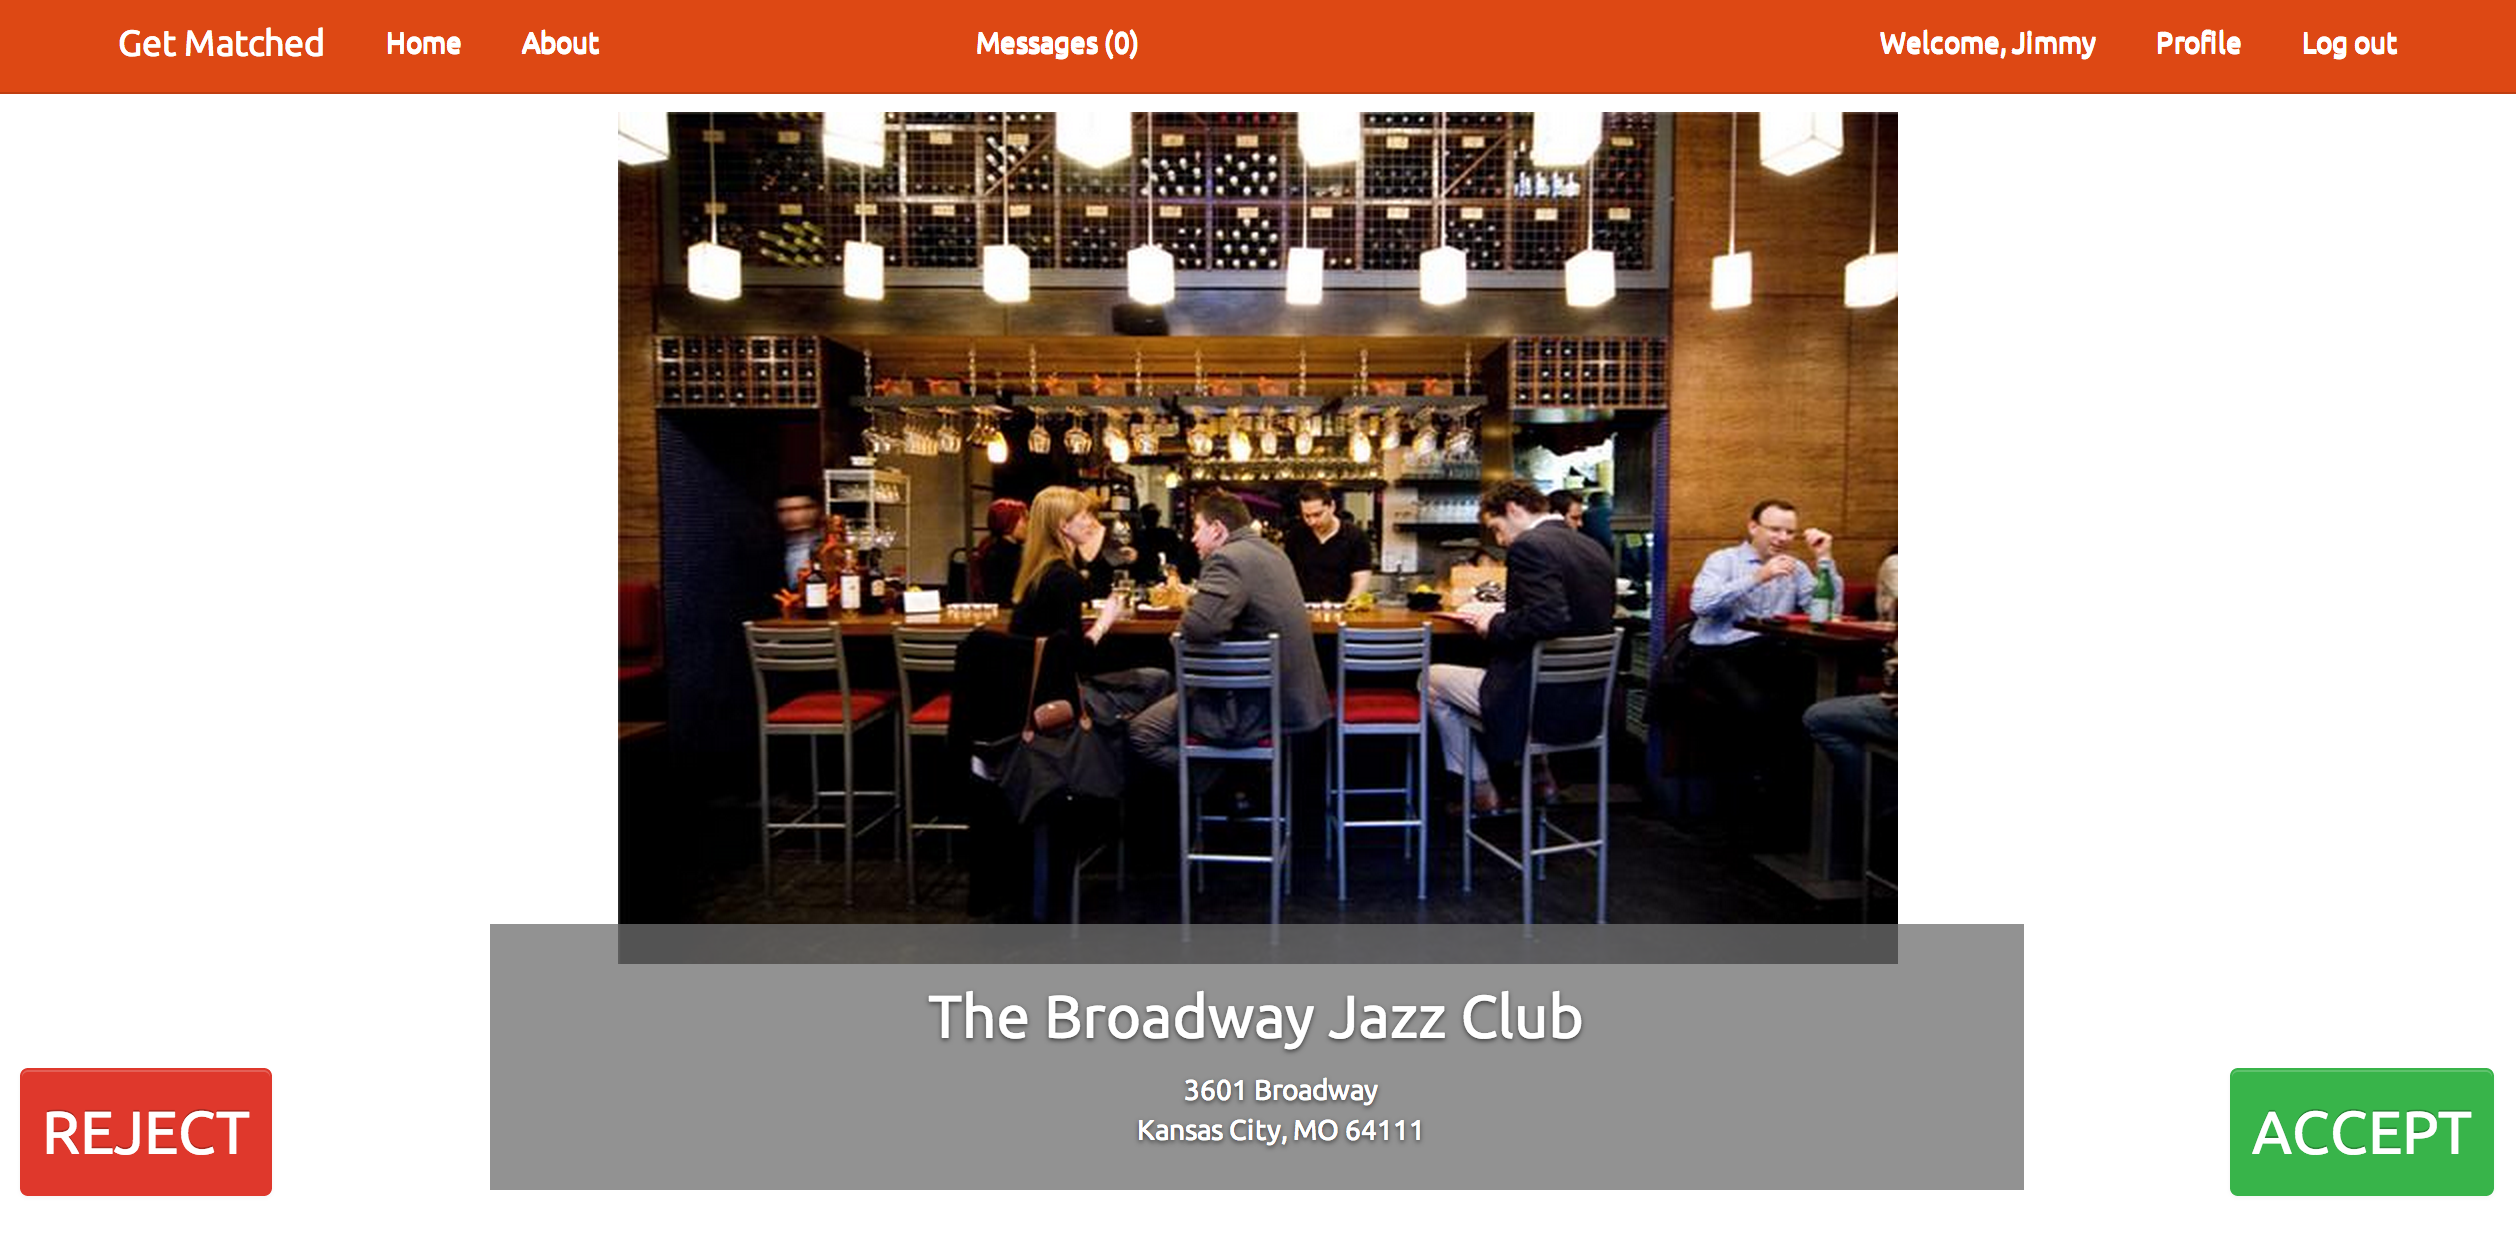 Get Matched Home About Messages (0) Welcome, Jimmy Profile Log out
The Broadway Jazz Club
3601 Broadway
Kansas City, MO 64111
REJECT ACCEPT